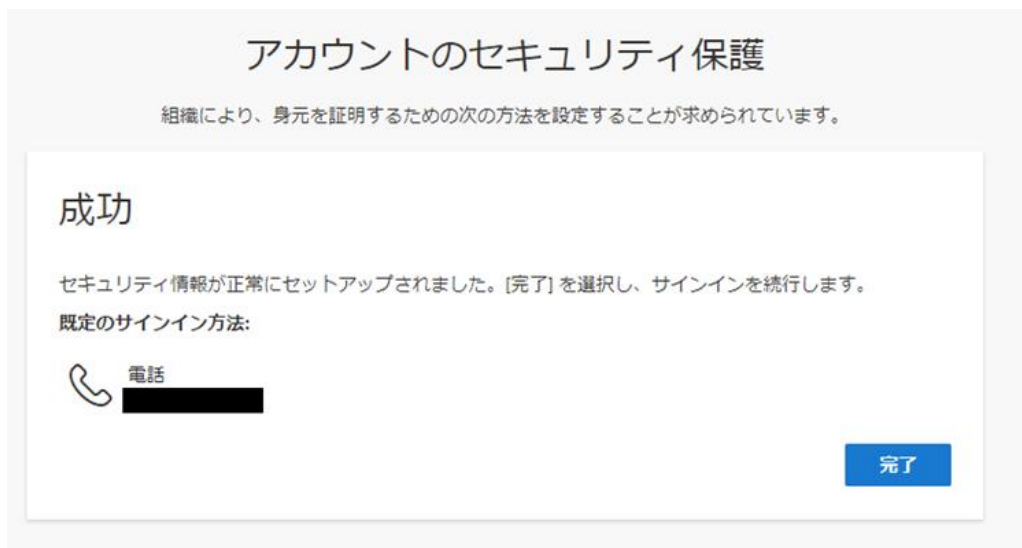 アカウントのセキュリティ保護
組織により、身元を証明するための次の方法を設定することが求められています。
成功
セキュリティ情報が正常にセットアップされました。[完了] を選択し、サインインを続行します。
既定のサインイン方法:
電話
完了